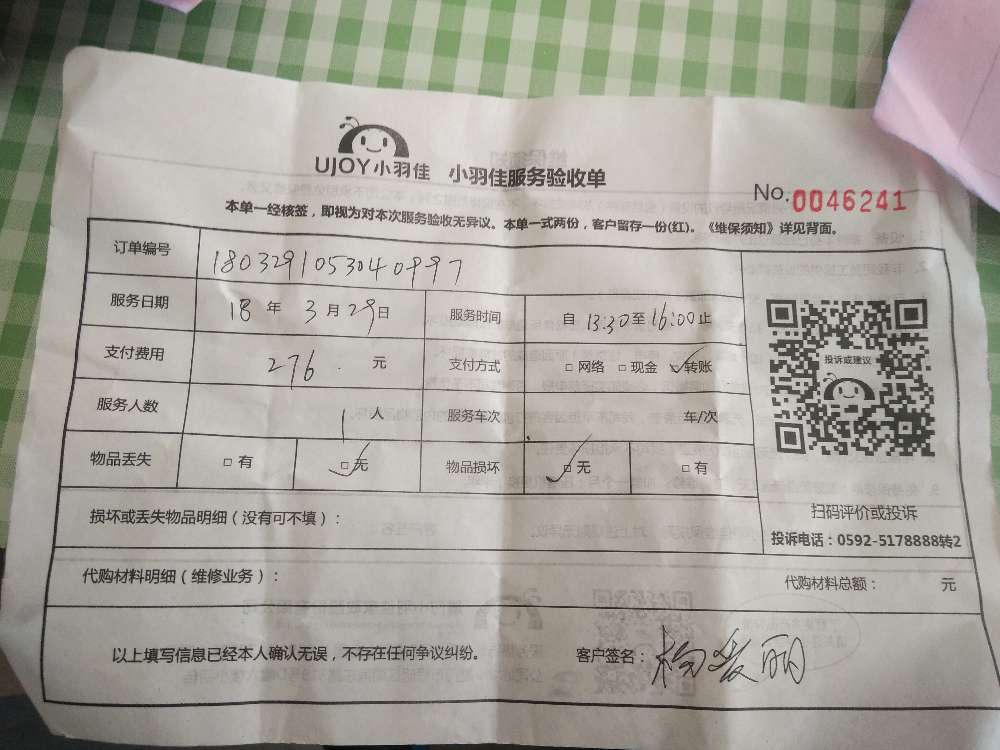 UJOY小羽佳 小羽佳服务验收单
No.0046241
本单一经核签，即视为对本次服务验收无异议。本单一式两份，客户留存一份(红)。《维保须知》详见背面。
订单编号 1803291053040997
服务日期 18 年 3 月 29 日 服务时间 自 13:30 至 16:00 止
支付费用 276 元 支付方式 □ 网络 □ 现金 ☑ 转账
服务人数 1 人 服务车次 车/次
物品丢失 □ 有 ☑ 无 物品损坏 ☑ 无 □ 有
投诉或建议
扫码评价或投诉
投诉电话：0592-5178888转2
损坏或丢失物品明细（没有可不填）：
代购材料明细（维修业务）： 代购材料总额： 元
以上填写信息已经本人确认无误，不存在任何争议纠纷。 客户签名：杨爱丽